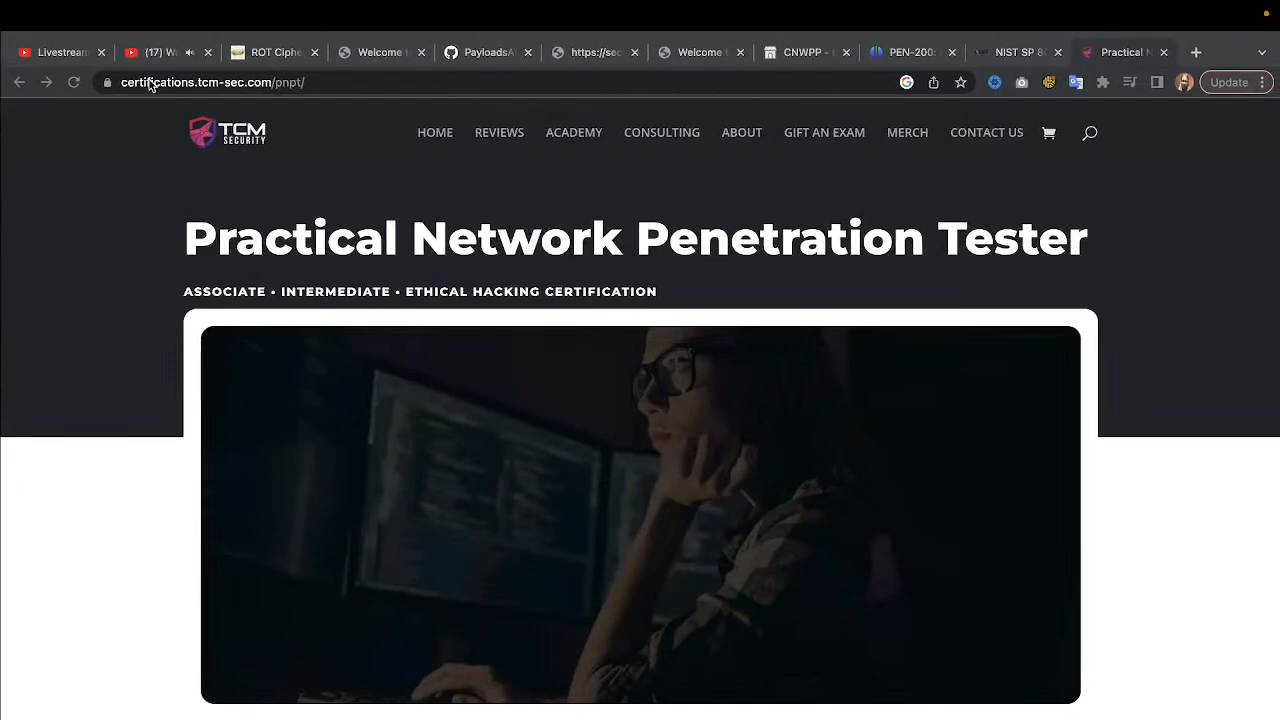 Livestream
(17) Wa
ROT Ciphe
Welcome t
PayloadsA
https://sec
Welcome t
CNWPP -
PEN-200:
NIST SP 80
Practical N
certifications.tcm-sec.com/pnpt/
Update
TCM
SECURITY
HOME
REVIEWS
ACADEMY
CONSULTING
ABOUT
GIFT AN EXAM
MERCH
CONTACT US
Practical Network Penetration Tester
ASSOCIATE • INTERMEDIATE • ETHICAL HACKING CERTIFICATION